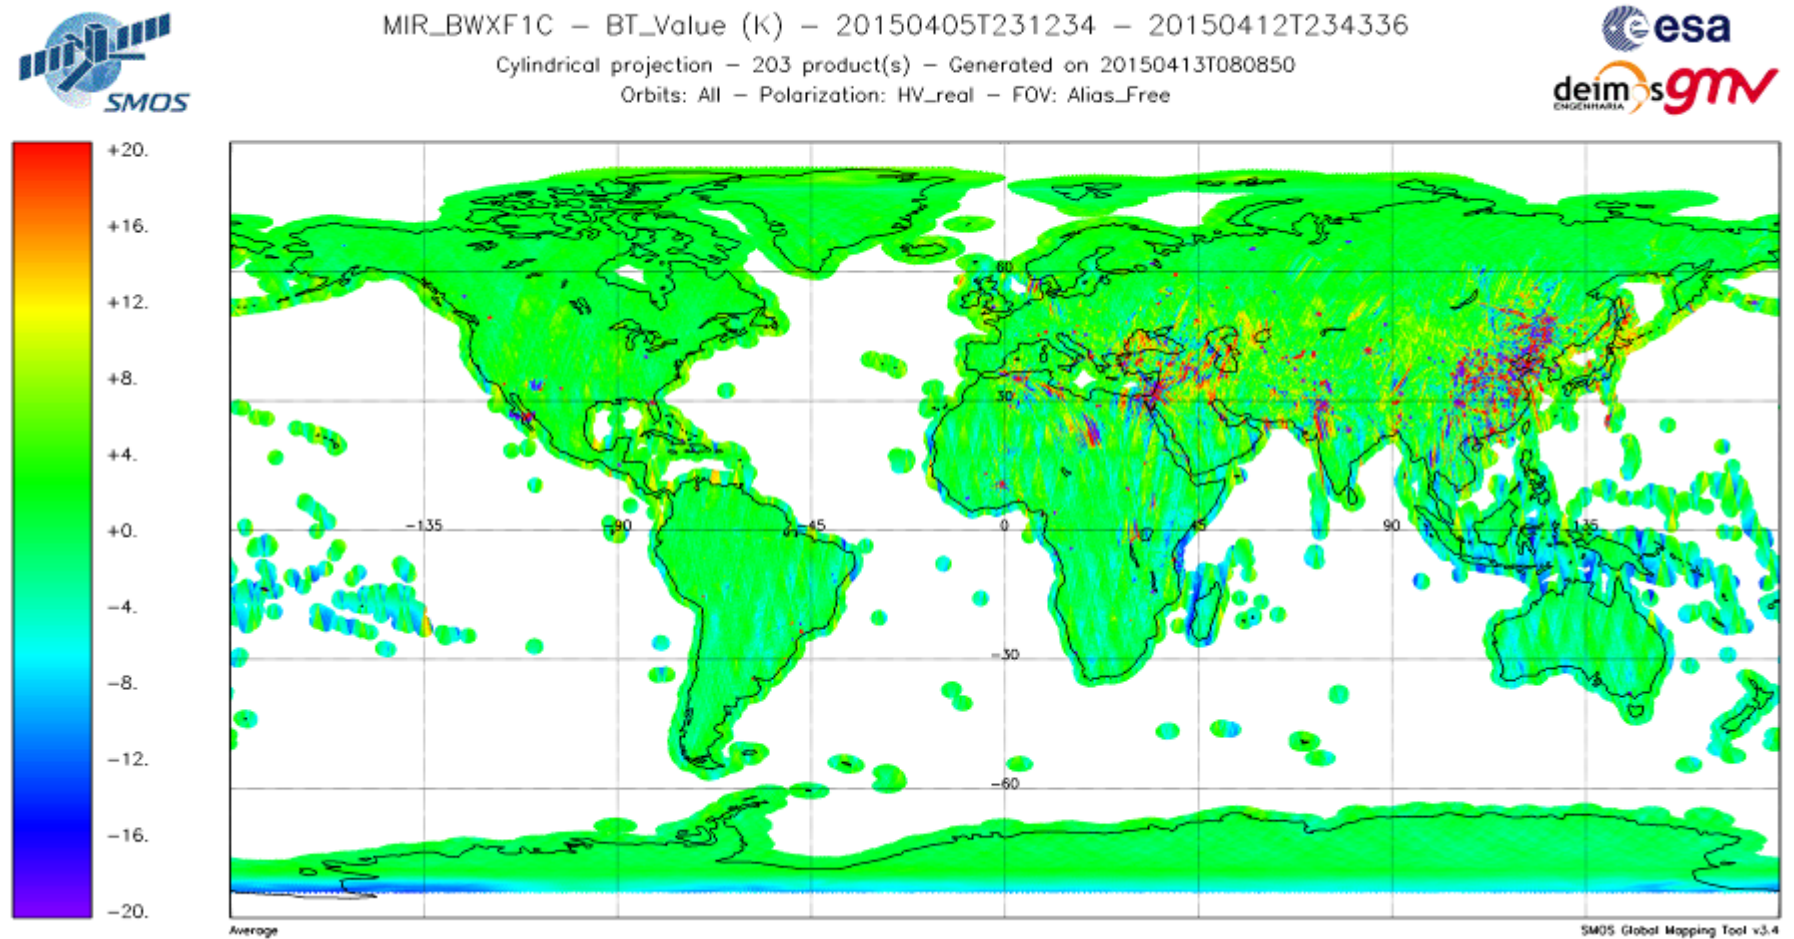 MIR_BWXF1C – BT_Value (K) – 20150405T231234 – 20150412T234336
Cylindrical projection – 203 product(s) – Generated on 20150413T080850
Orbits: All – Polarization: HV_real – FOV: Alias_Free
SMOS
esa
deimos
ENGENHARIA
gmv
+20.
+16.
+12.
+8.
+4.
+0.
−4.
−8.
−12.
−16.
−20.
60
30
−135
−90
−45
0
45
90
135
−30
−60
Average
SMOS Global Mapping Tool v3.4